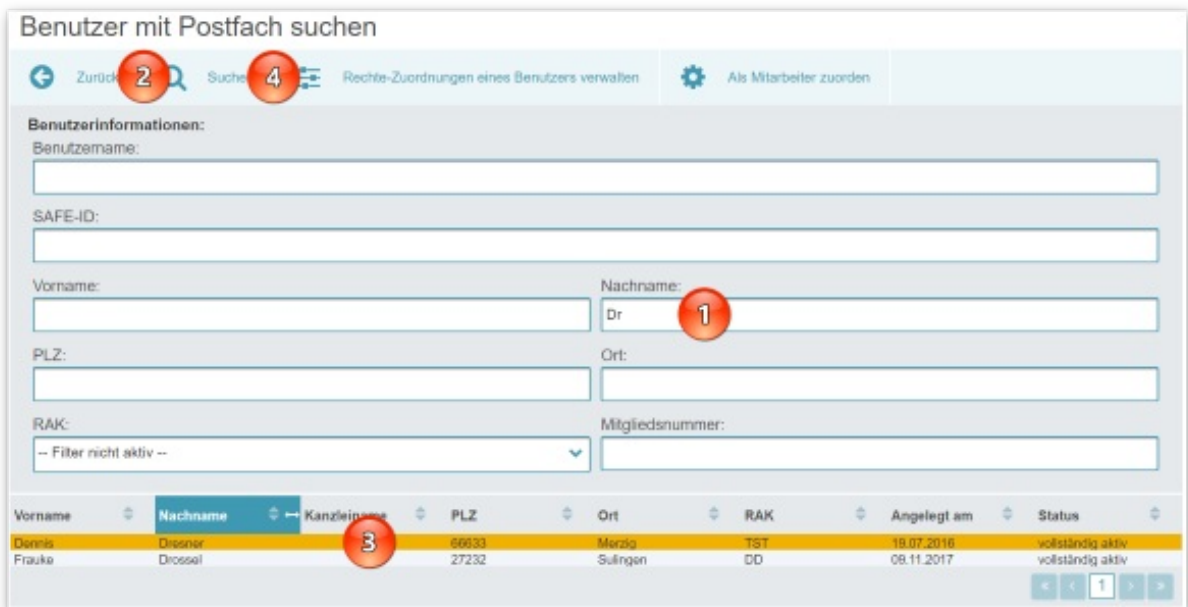 Benutzer mit Postfach suchen
Zurück 2 Suche 4 Rechte-Zuordnungen eines Benutzers verwalten Als Mitarbeiter zuorden
Benutzerinformationen:
Benutzername:
SAFE-ID:
Vorname: Nachname:
Dr 1
PLZ: Ort:
RAK: Mitgliedsnummer:
-- Filter nicht aktiv --
Vorname Nachname Kanzleiname PLZ Ort RAK Angelegt am Status
Dennis Dresner 3 66633 Merzig TST 19.07.2016 vollständig aktiv
Frauke Drossel 27232 Sulingen DD 09.11.2017 vollständig aktiv
« < 1 > »